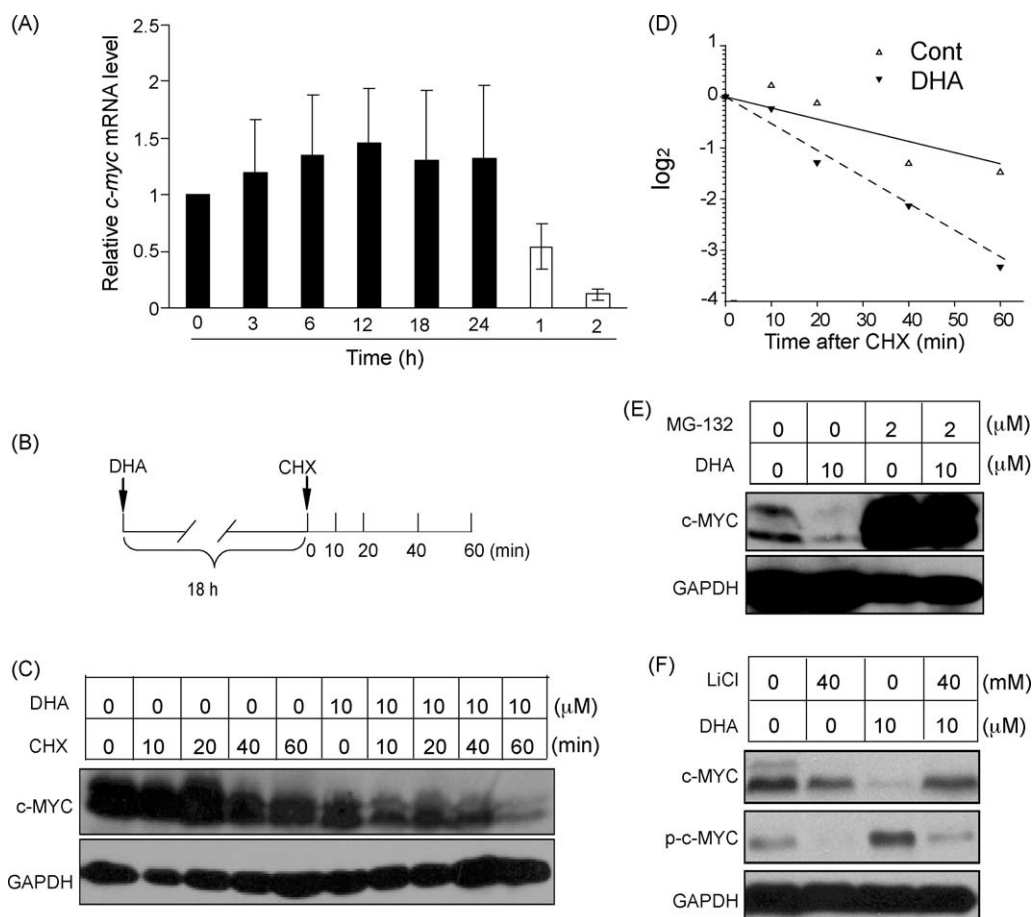 (A)
Relative c-myc mRNA level
2.5
2
1.5
1
0.5
0
0 3 6 12 18 24 1 2
Time (h)
(B)
DHA
CHX
0 10 20 40 60 (min)
18 h
(C)
DHA 0 0 0 0 0 10 10 10 10 10 (μM)
CHX 0 10 20 40 60 0 10 20 40 60 (min)
c-MYC
GAPDH
(D)
Cont
DHA
log2
1
0
-1
-2
-3
-4
0 10 20 30 40 50 60
Time after CHX (min)
(E)
MG-132 0 0 2 2 (μM)
DHA 0 10 0 10 (μM)
c-MYC
GAPDH
(F)
LiCl 0 40 0 40 (mM)
DHA 0 0 10 10 (μM)
c-MYC
p-c-MYC
GAPDH